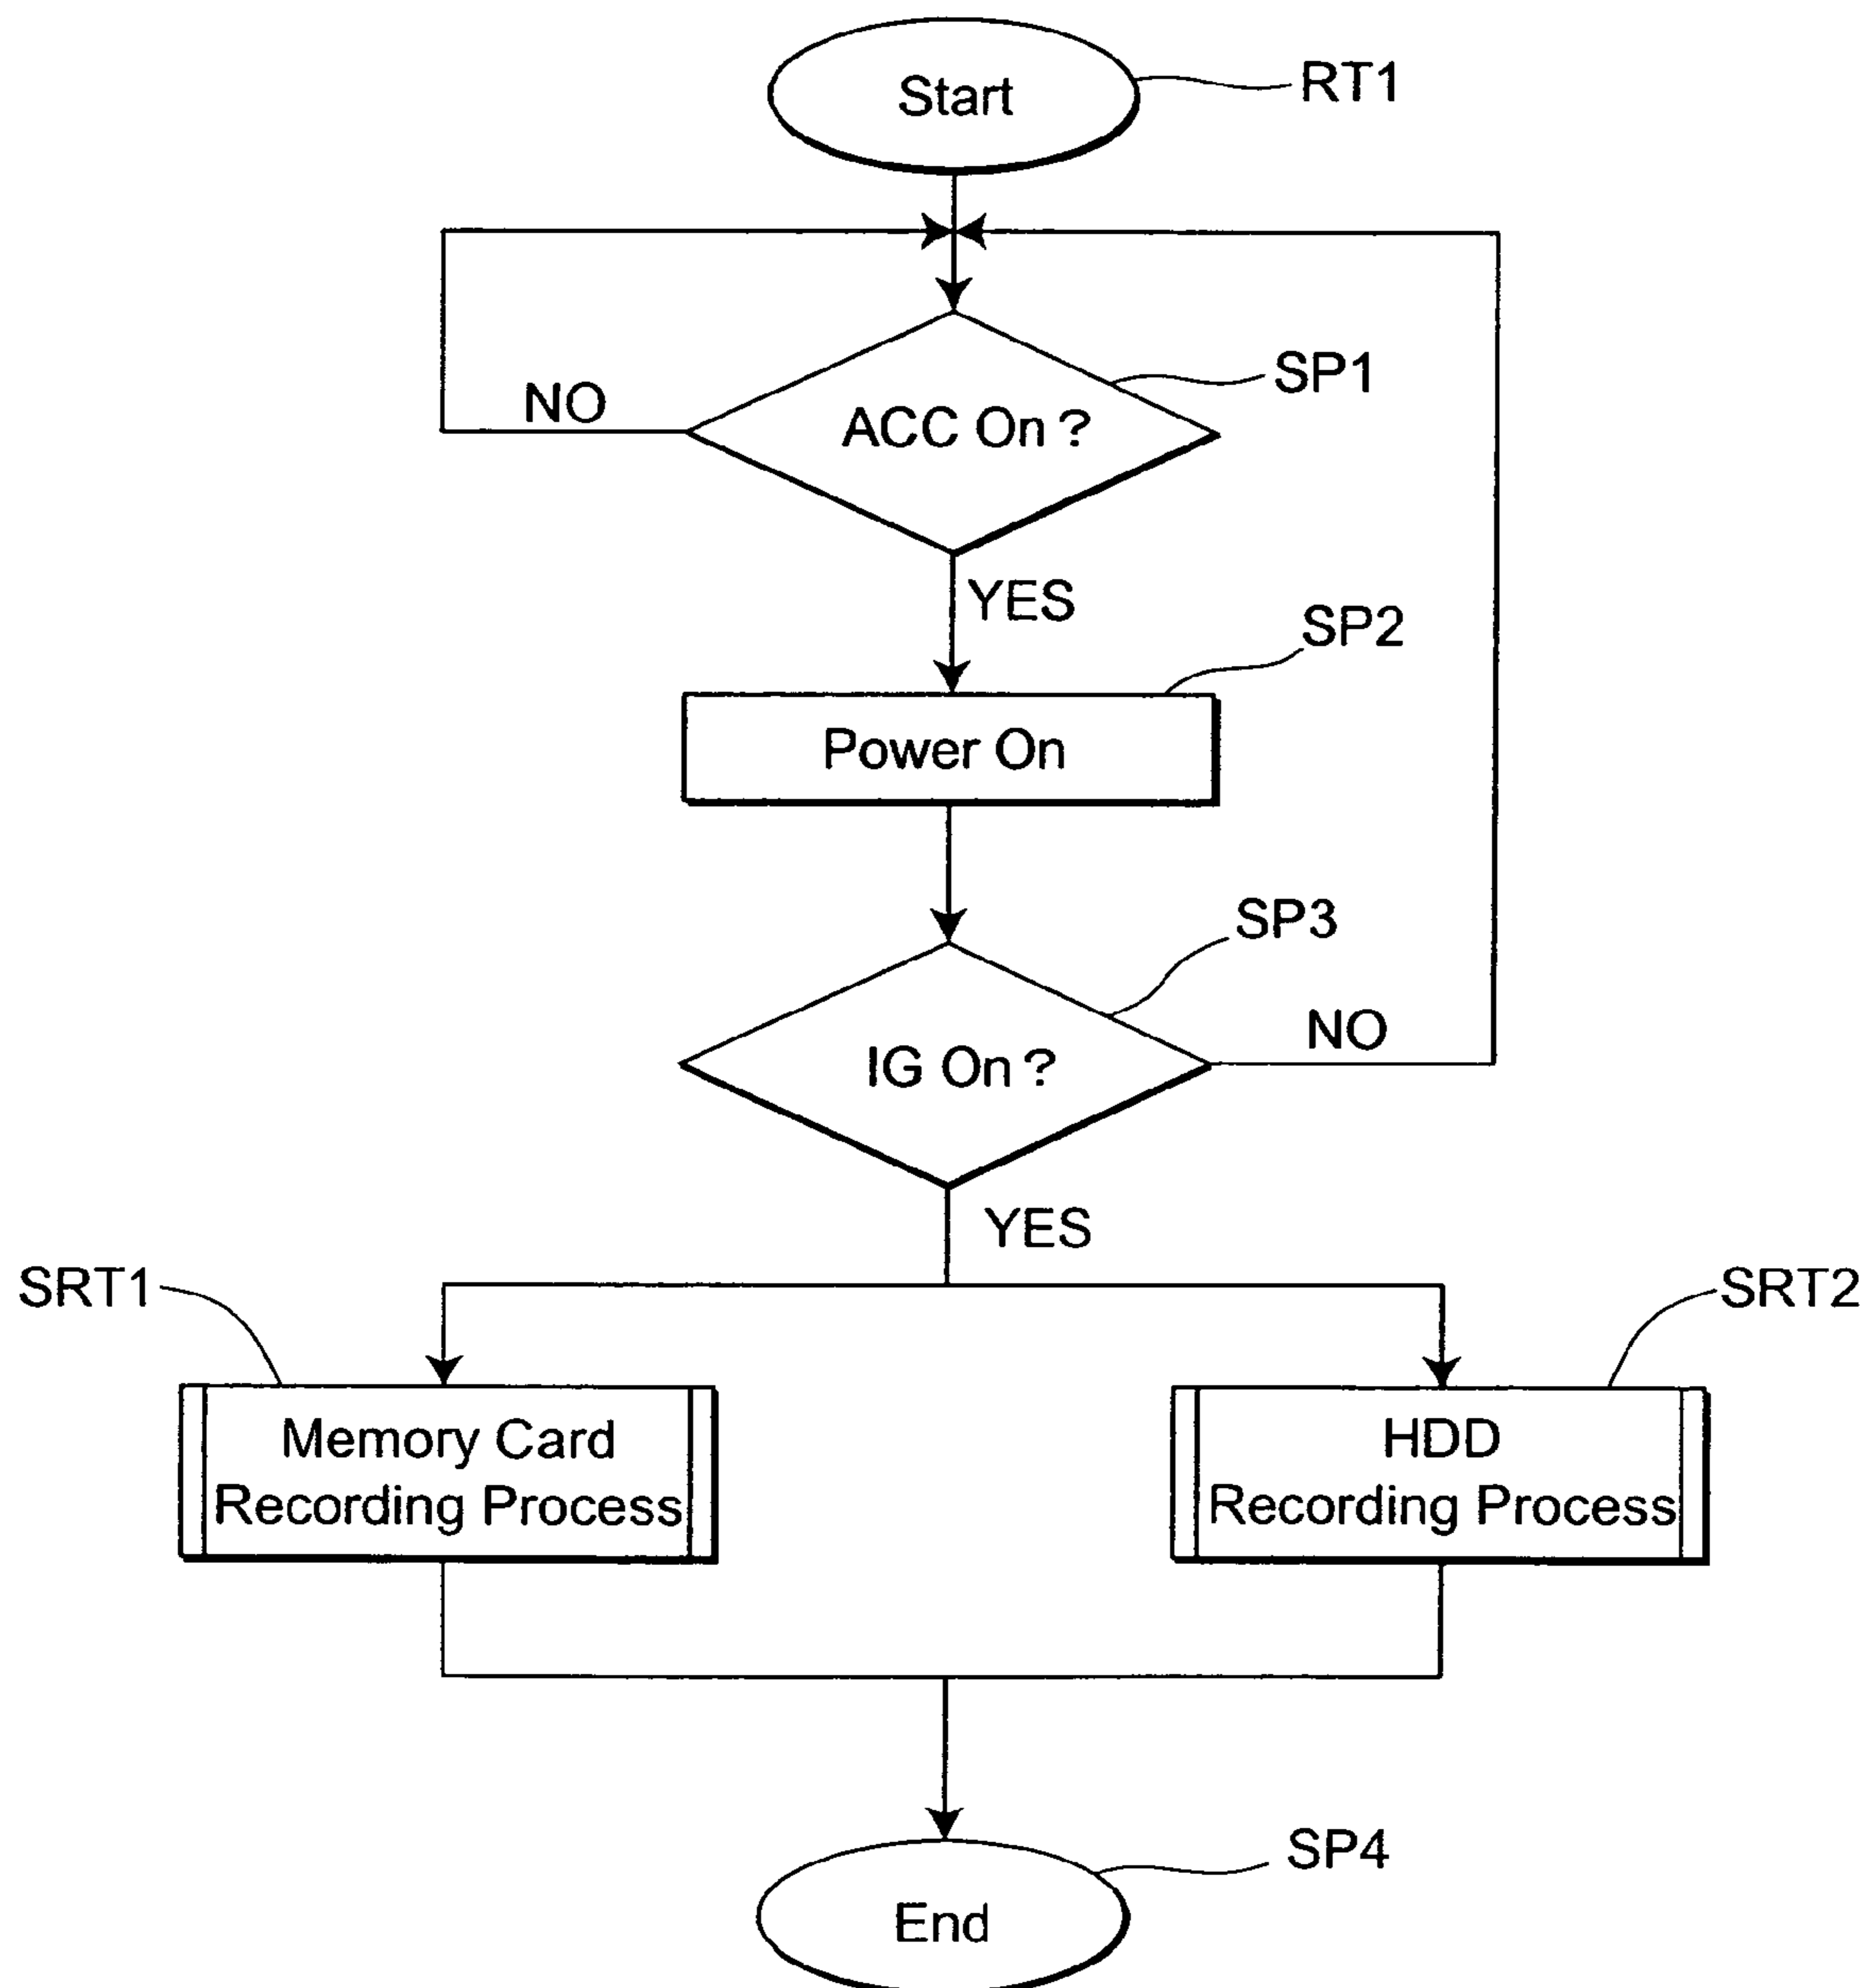 Start
RT1
SP1
NO
ACC On ?
YES
SP2
Power On
SP3
NO
IG On ?
YES
SRT1
SRT2
Memory Card
Recording Process
HDD
Recording Process
SP4
End